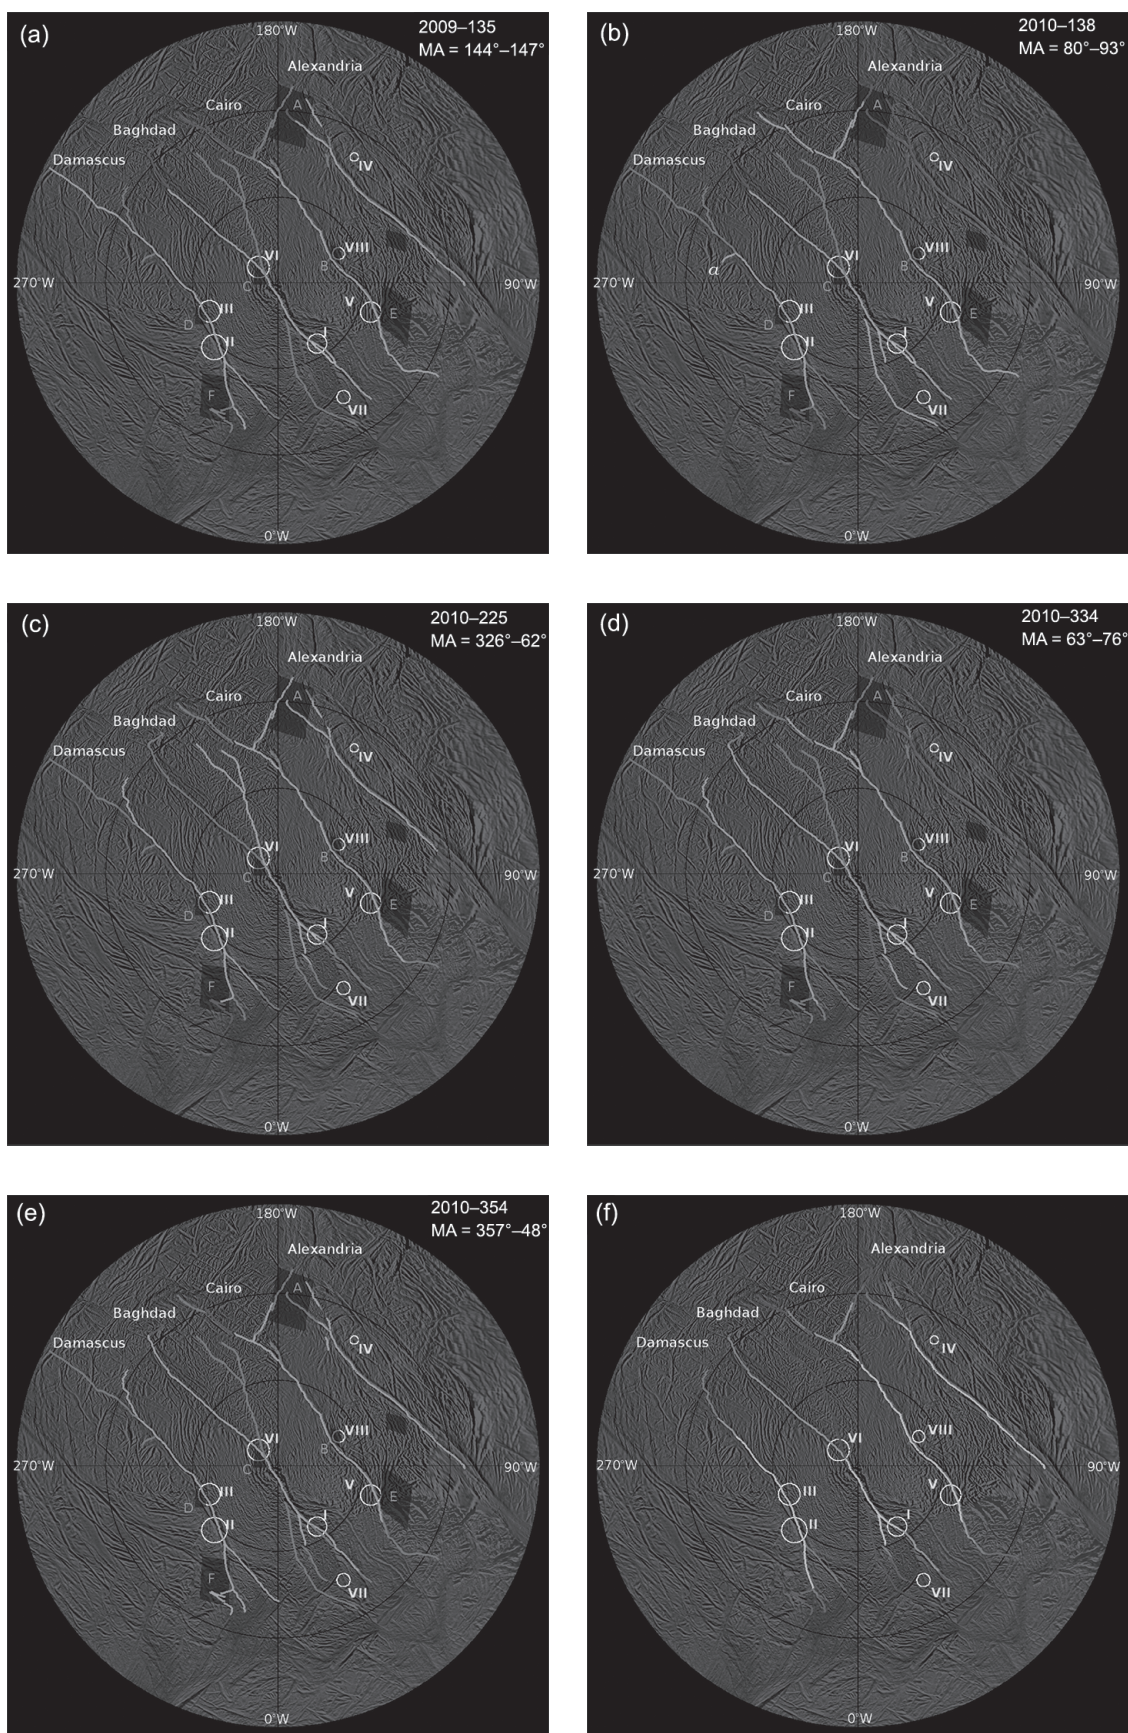 (a)
2009–135
MA = 144°–147°
180°W
Alexandria
Cairo
A
Baghdad
Damascus
IV
VIII
VI
B
270°W
90°W
C
V
III
E
D
I
II
F
VII
0°W
(b)
2010–138
MA = 80°–93°
180°W
Alexandria
Cairo
A
Baghdad
Damascus
IV
VIII
VI
B
a
270°W
90°W
C
V
III
E
D
I
II
F
VII
0°W
(c)
2010–225
MA = 326°–62°
180°W
Alexandria
Cairo
A
Baghdad
Damascus
IV
VIII
VI
B
270°W
90°W
C
V
III
E
D
I
II
F
VII
0°W
(d)
2010–334
MA = 63°–76°
180°W
Alexandria
Cairo
A
Baghdad
Damascus
IV
VIII
VI
B
270°W
90°W
C
V
III
E
D
I
II
F
VII
0°W
(e)
2010–354
MA = 357°–48°
180°W
Alexandria
Cairo
A
Baghdad
Damascus
IV
VIII
VI
B
270°W
90°W
C
V
III
E
D
I
II
F
VII
0°W
(f)
180°W
Alexandria
Cairo
Baghdad
Damascus
IV
VIII
VI
270°W
90°W
V
III
I
II
VII
0°W